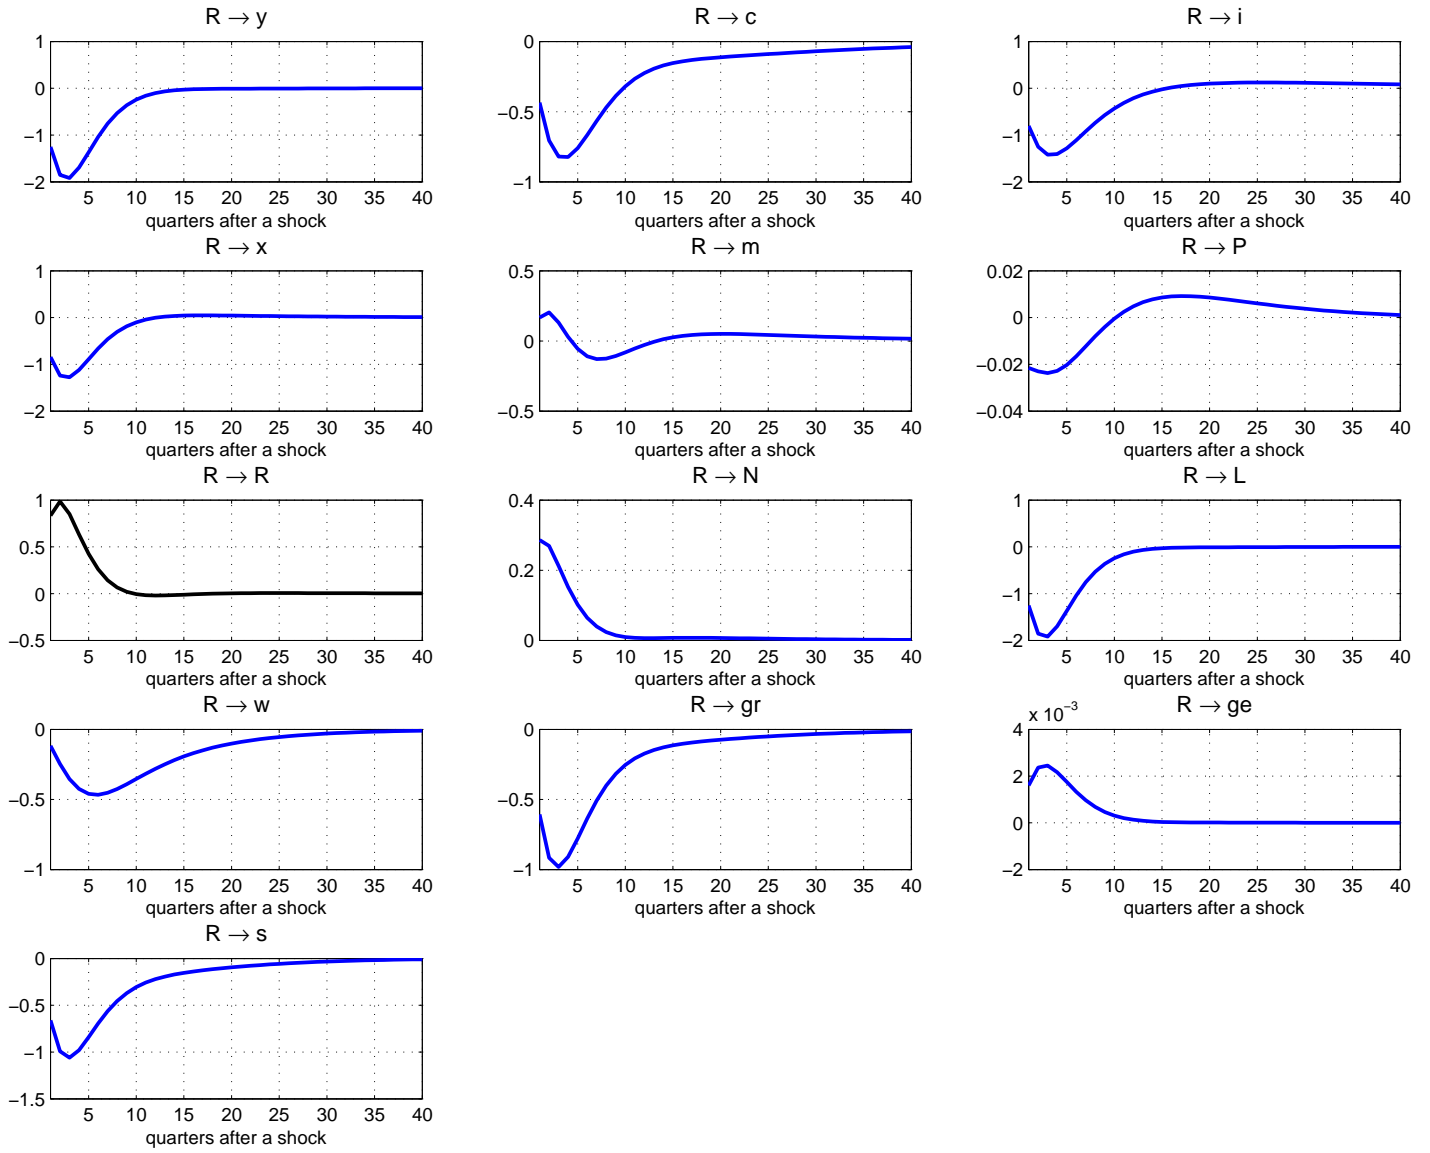 R → y
1
0
−1
−2
5 10 15 20 25 30 35 40
quarters after a shock
R → c
0
−0.5
−1
5 10 15 20 25 30 35 40
quarters after a shock
R → i
1
0
−1
−2
5 10 15 20 25 30 35 40
quarters after a shock
R → x
1
0
−1
−2
5 10 15 20 25 30 35 40
quarters after a shock
R → m
0.5
0
−0.5
5 10 15 20 25 30 35 40
quarters after a shock
R → P
0.02
0
−0.02
−0.04
5 10 15 20 25 30 35 40
quarters after a shock
R → R
1
0.5
0
−0.5
5 10 15 20 25 30 35 40
quarters after a shock
R → N
0.4
0.2
0
5 10 15 20 25 30 35 40
quarters after a shock
R → L
1
0
−1
−2
5 10 15 20 25 30 35 40
quarters after a shock
R → w
0
−0.5
−1
5 10 15 20 25 30 35 40
quarters after a shock
R → gr
0
−0.5
−1
5 10 15 20 25 30 35 40
quarters after a shock
R → ge
x 10⁻³
4
2
0
−2
5 10 15 20 25 30 35 40
quarters after a shock
R → s
0
−0.5
−1
−1.5
5 10 15 20 25 30 35 40
quarters after a shock